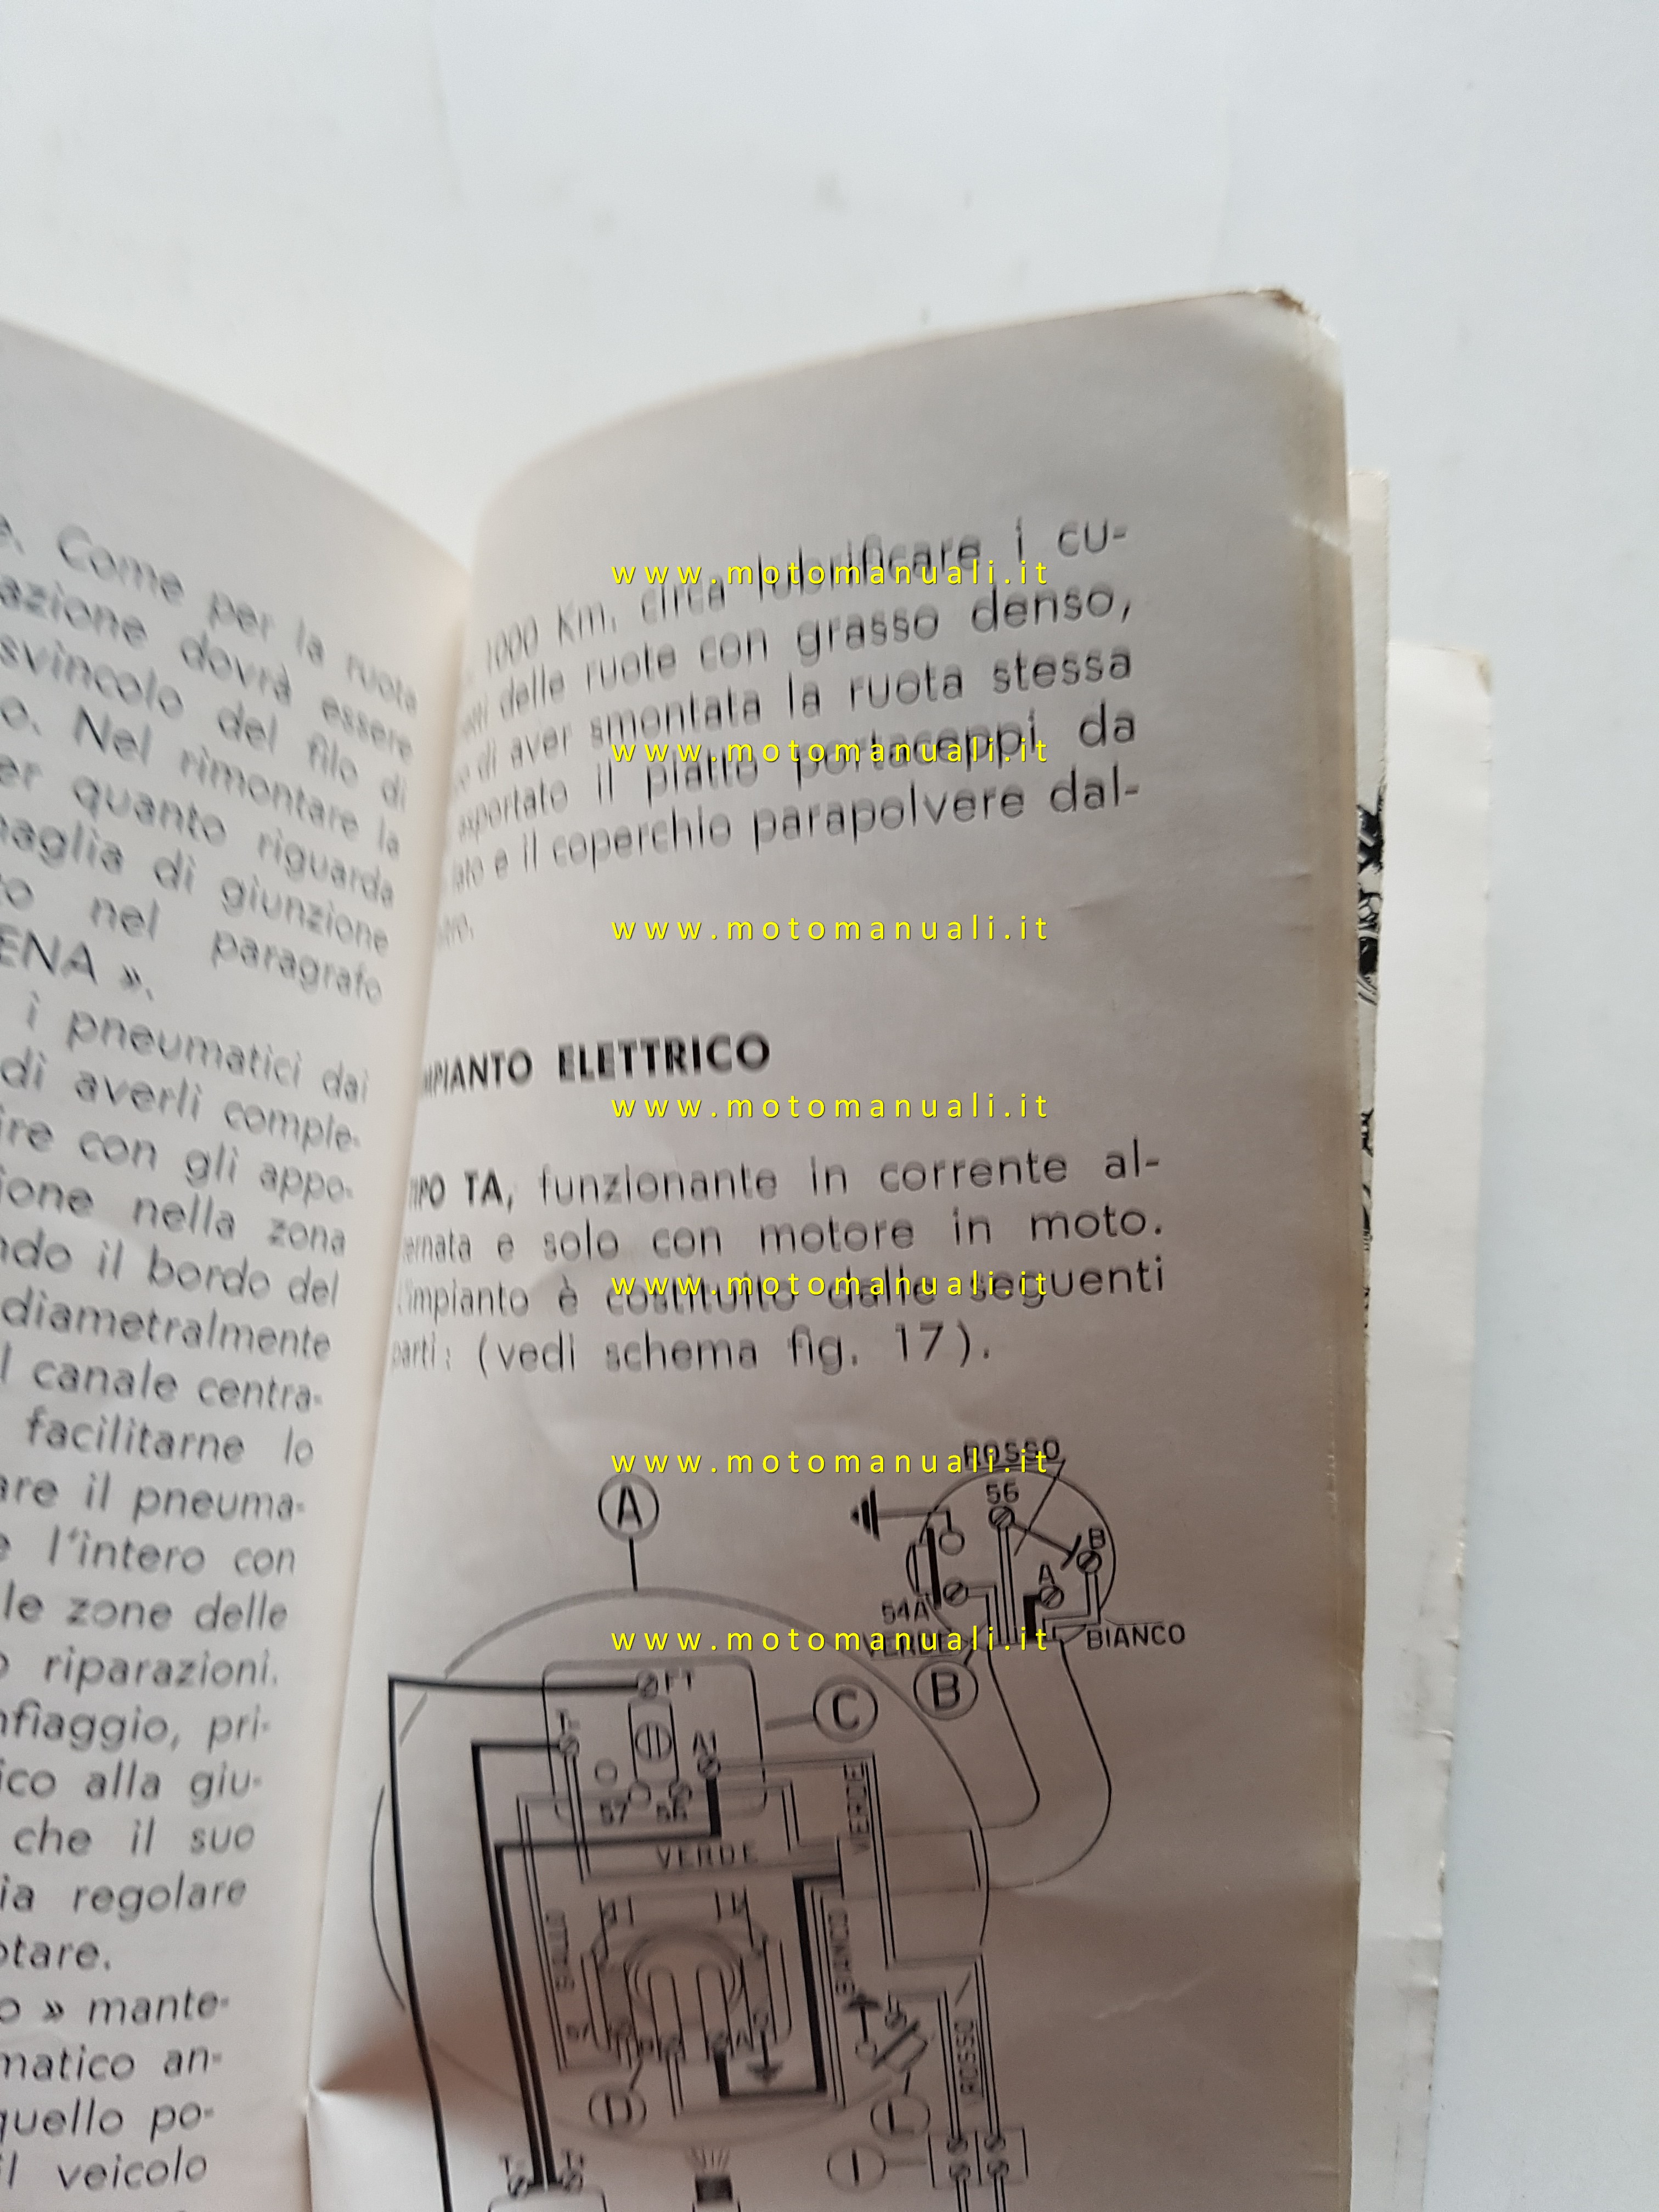 Come per la ruota
azione dovrà essere
svincolo del filo di
o. Nel rimontare la
er quanto riguarda
maglia di giunzione
to nel paragrafo
ENA ».
i pneumatici dai
di averli comple-
ire con gli appo-
ione nella zona
ndo il bordo del
diametralmente
l canale centra-
facilitarne lo
are il pneuma-
e l'intero con
le zone delle
o riparazioni.
nfiaggio, pri-
ico alla giu-
che il suo
ia regolare
otare.
o » mante-
matico an-
quello po-
il veicolo
1000 Km. circa lubrificare i cu-
delle ruote con grasso denso,
di aver smontata la ruota stessa
asportato il piatto portaceppi da
lato e il coperchio parapolvere dal-
l'altro.
IMPIANTO ELETTRICO
TIPO TA, funzionante in corrente al-
ternata e solo con motore in moto.
L'impianto è costituito dalle seguenti
parti: (vedi schema fig. 17).
ROSSO
56
A
B
A
54A
VERDE
BIANCO
B
C
A1
57 56
VERDE
VERDE
BIANCO
ROSSO
www.motomanuali.it
www.motomanuali.it
www.motomanuali.it
www.motomanuali.it
www.motomanuali.it
www.motomanuali.it
www.motomanuali.it